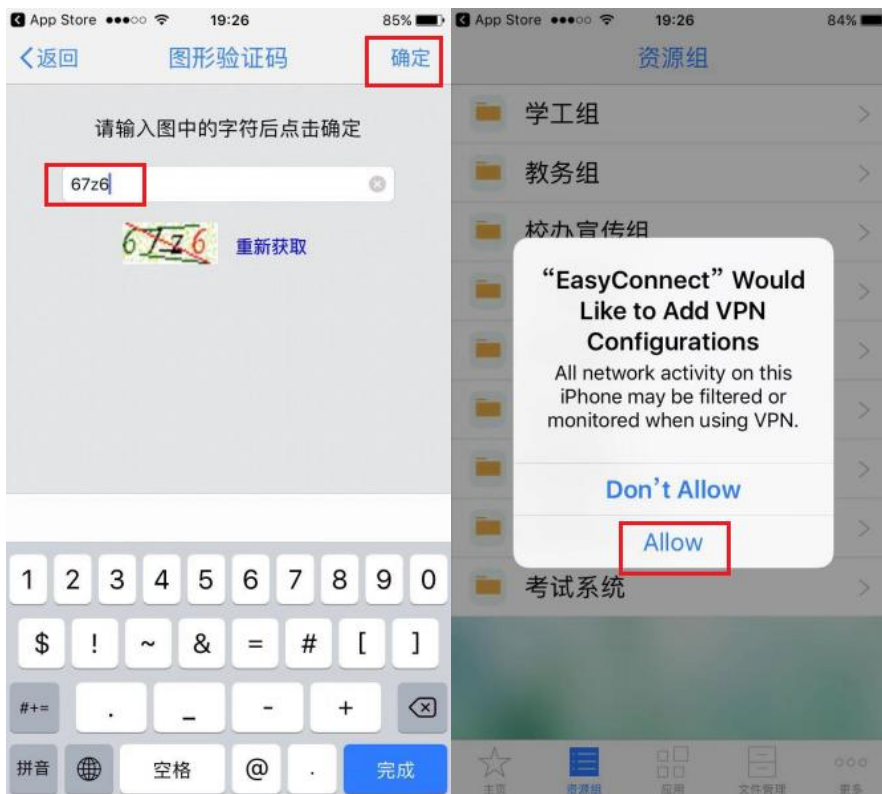 App Store 19:26 85%
返回 图形验证码 确定
请输入图中的字符后点击确定
67z6
67z6 重新获取
1 2 3 4 5 6 7 8 9 0
$ ! ~ & = # [ ]
#+= . _ - +
拼音 空格 @ . 完成
App Store 19:26 84%
资源组
学工组
教务组
校办宣传组
“EasyConnect” Would
Like to Add VPN
Configurations
All network activity on this
iPhone may be filtered or
monitored when using VPN.
Don’t Allow
Allow
考试系统
主页 资源组 应用 文件管理 更多